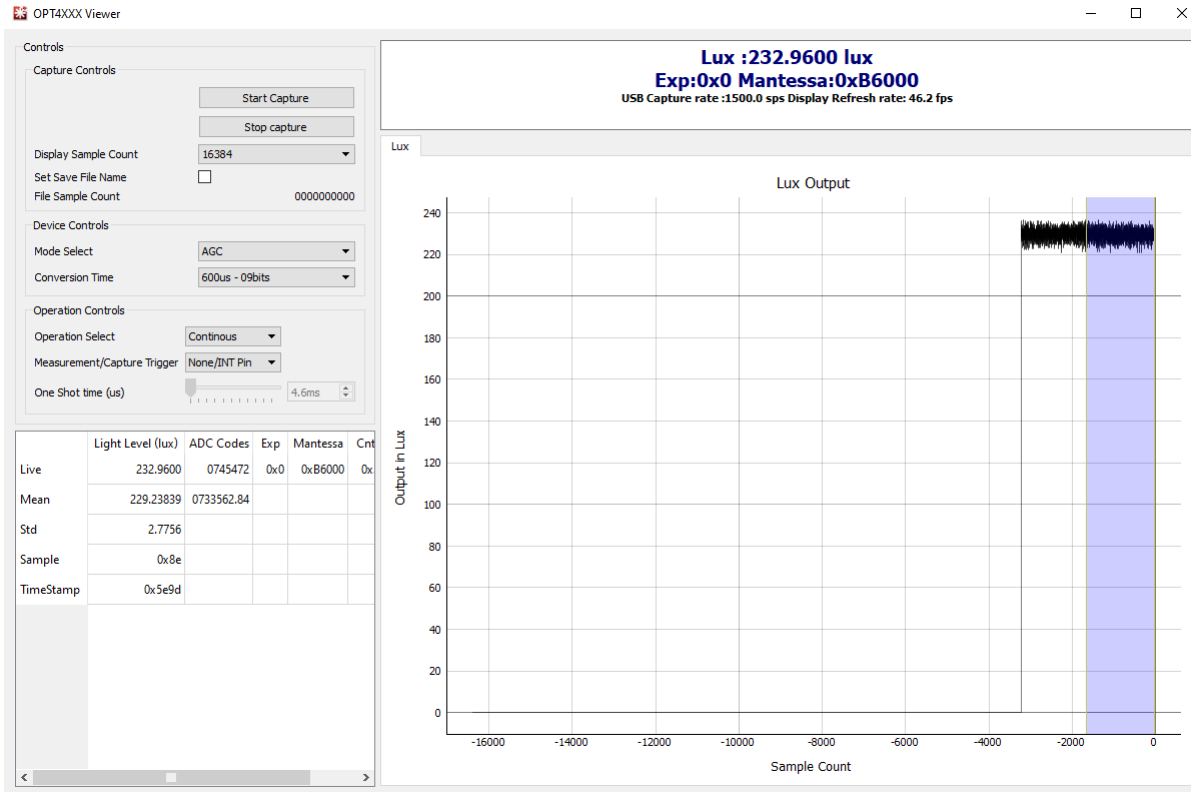 OPT4XXX Viewer
Controls
Capture Controls
Start Capture
Stop capture
Display Sample Count 16384
Set Save File Name
File Sample Count 0000000000
Device Controls
Mode Select AGC
Conversion Time 600us - 09bits
Operation Controls
Operation Select Continous
Measurement/Capture Trigger None/INT Pin
One Shot time (us) 4.6ms
Light Level (lux) ADC Codes Exp Mantessa Cnt
Live 232.9600 0745472 0x0 0xB6000 0x
Mean 229.23839 0733562.84
Std 2.7756
Sample 0x8e
TimeStamp 0x5e9d
Lux :232.9600 lux
Exp:0x0 Mantessa:0xB6000
USB Capture rate :1500.0 sps Display Refresh rate: 46.2 fps
Lux
Lux Output
240
220
200
180
160
140
120
100
80
60
40
20
0
Output in Lux
-16000 -14000 -12000 -10000 -8000 -6000 -4000 -2000 0
Sample Count